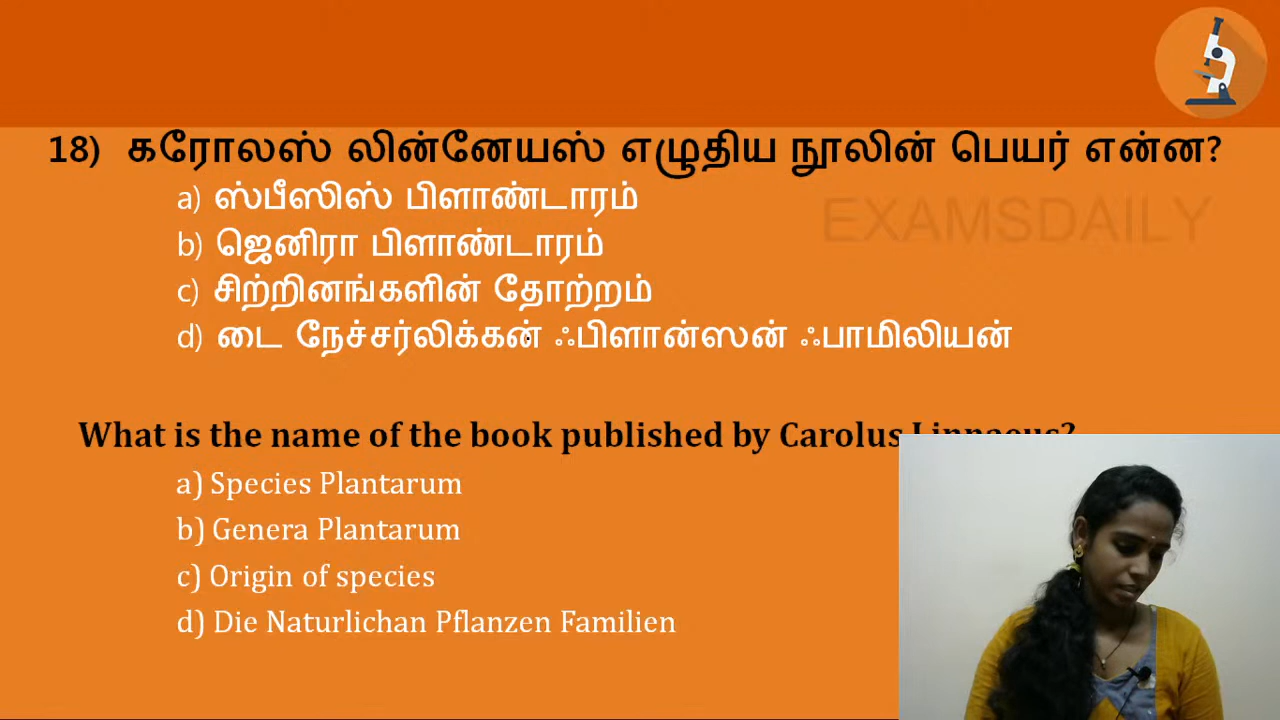 18) கரோலஸ் லின்னேயஸ் எழுதிய நூலின் பெயர் என்ன?
a) ஸ்பீஸிஸ் பிளாண்டாரம்
EXAMSDAILY
b) ஜெனிரா பிளாண்டாரம்
c) சிற்றினங்களின் தோற்றம்
d) டை நேச்சர்லிக்கன் ஃபிளான்ஸன் ஃபாமிலியன்
What is the name of the book published by Carolus Linnaeus?
a) Species Plantarum
b) Genera Plantarum
c) Origin of species
d) Die Naturlichan Pflanzen Familien